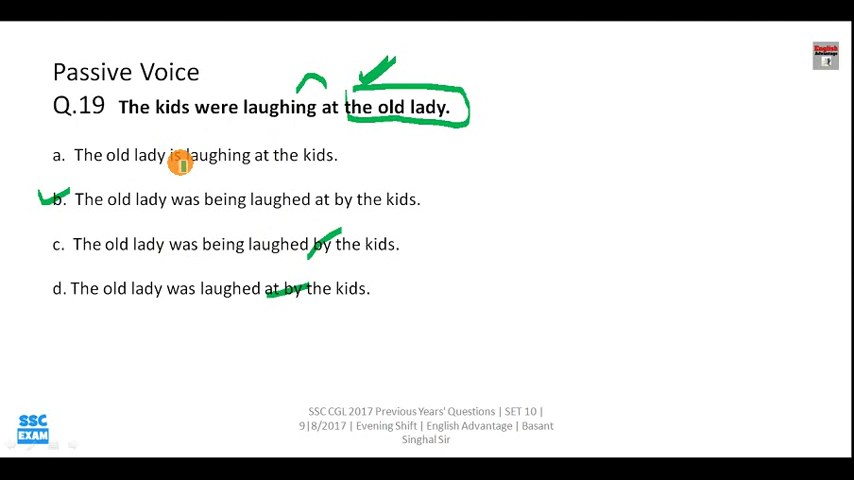 English
Advantage
Passive Voice
Q.19 The kids were laughing at the old lady.
a. The old lady is laughing at the kids.
b. The old lady was being laughed at by the kids.
c. The old lady was being laughed by the kids.
d. The old lady was laughed at by the kids.
SSC CGL 2017 Previous Years' Questions | SET 10 |
9|8/2017 | Evening Shift | English Advantage | Basant
Singhal Sir
SSC
EXAM